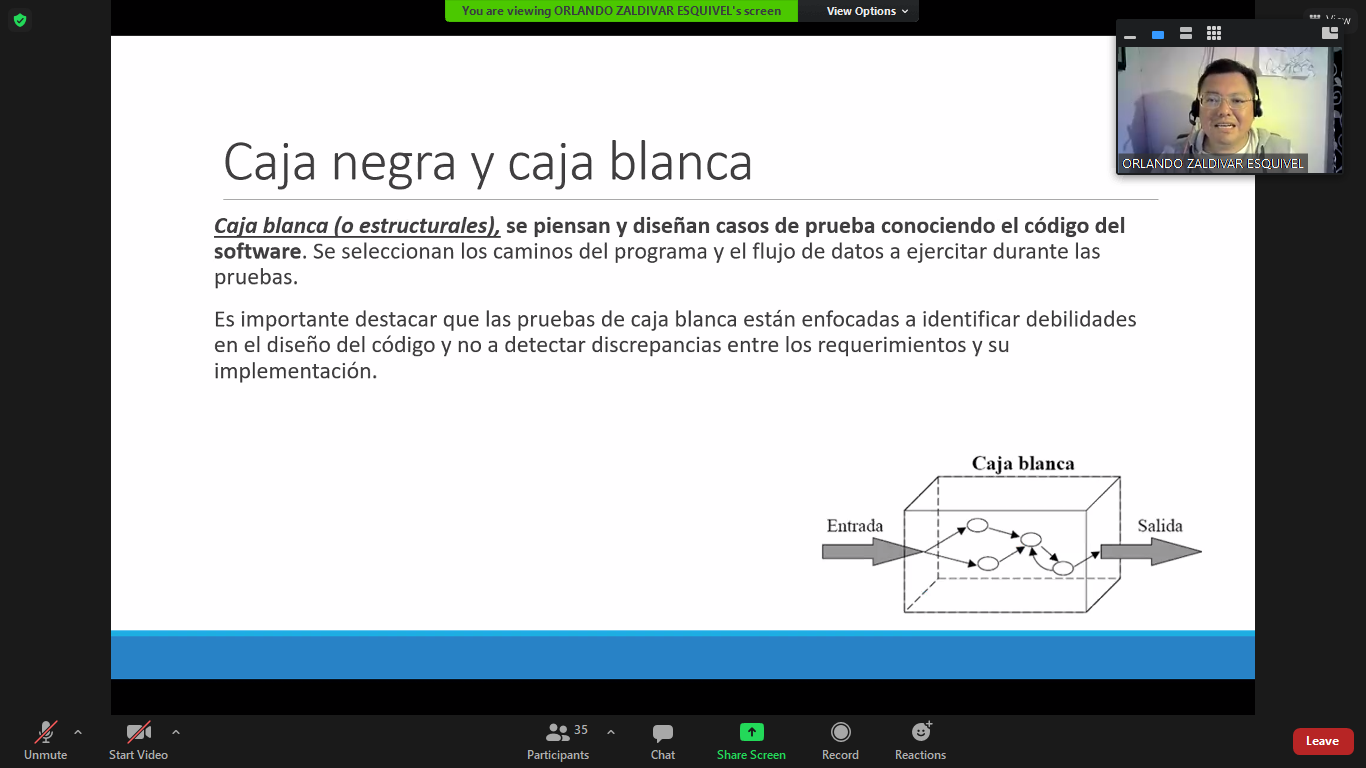 You are viewing ORLANDO ZALDIVAR ESQUIVEL's screen
View Options
View
ORLANDO ZALDIVAR ESQUIVEL
Caja negra y caja blanca
Caja blanca (o estructurales), se piensan y diseñan casos de prueba conociendo el código del
software. Se seleccionan los caminos del programa y el flujo de datos a ejercitar durante las
pruebas.
Es importante destacar que las pruebas de caja blanca están enfocadas a identificar debilidades
en el diseño del código y no a detectar discrepancias entre los requerimientos y su
implementación.
Caja blanca
Entrada
Salida
Unmute
Start Video
35
Participants
Chat
Share Screen
Record
Reactions
Leave